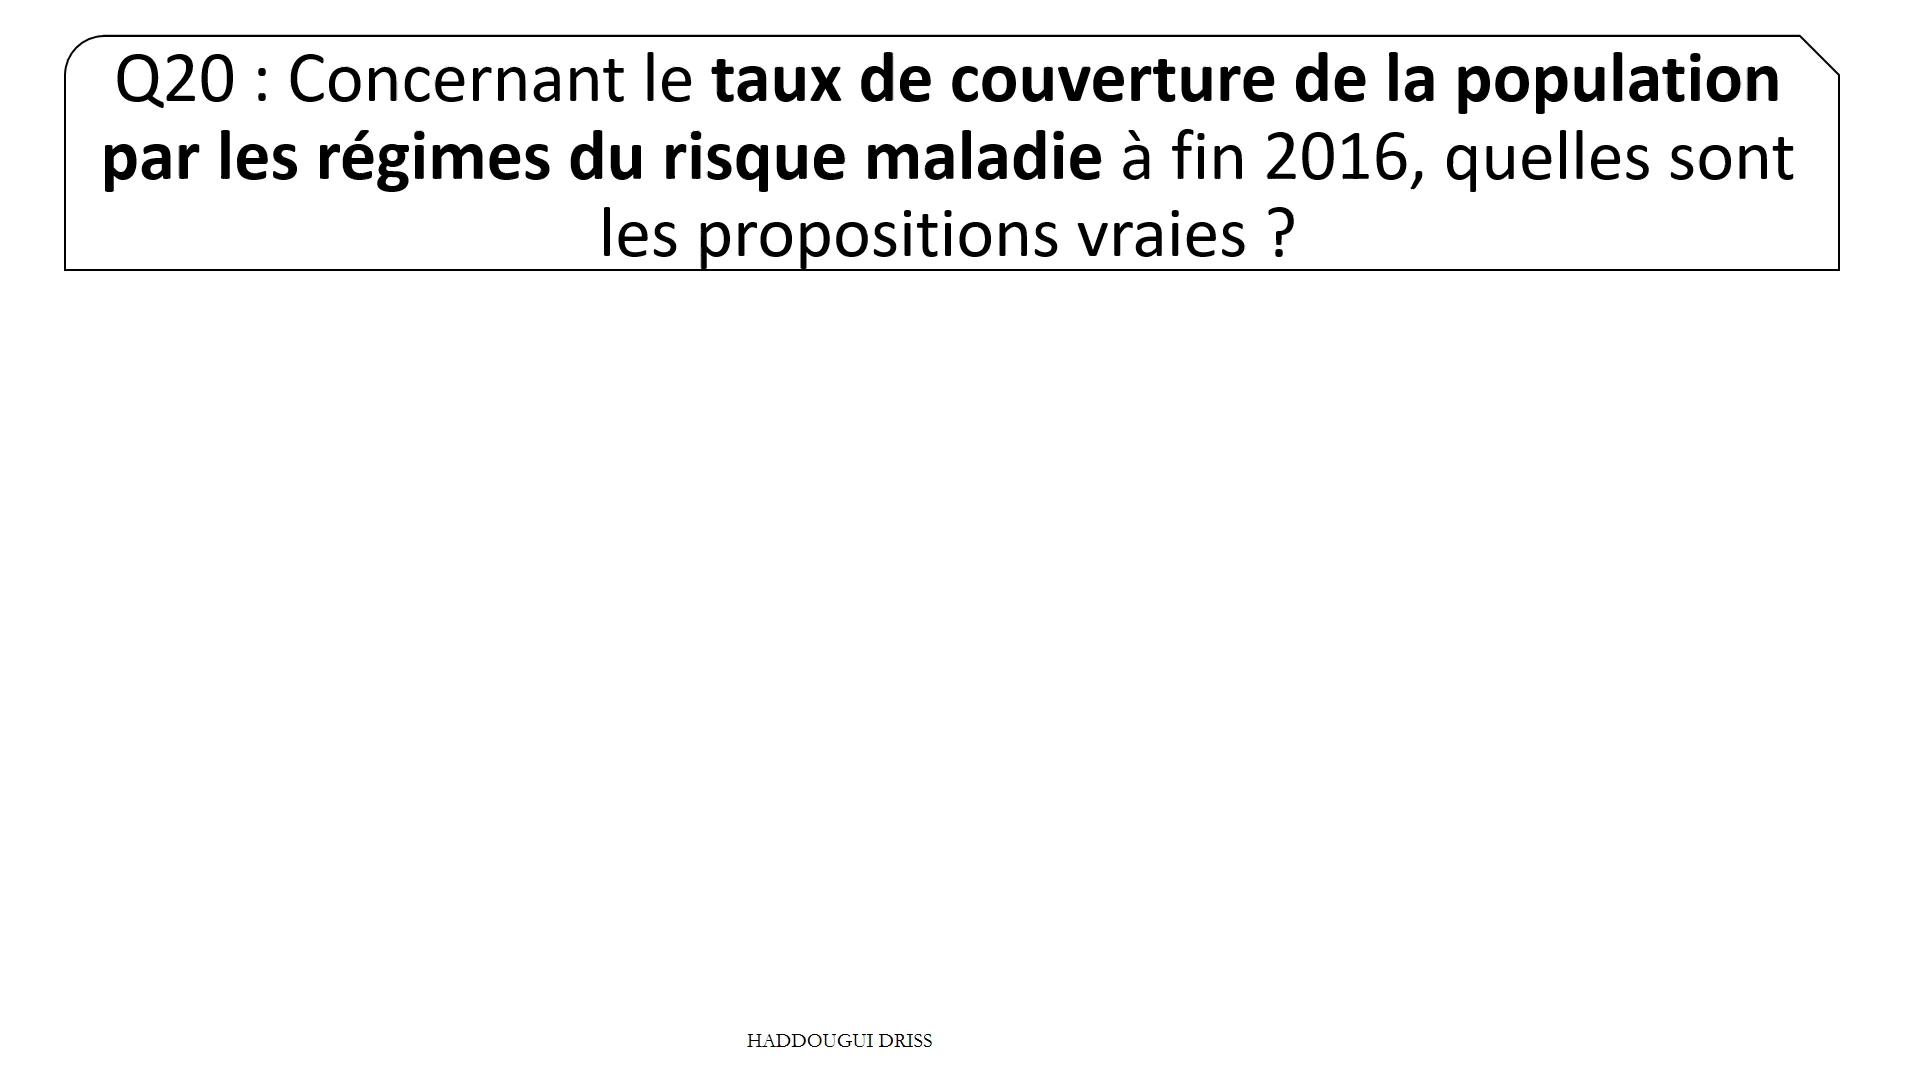 Q20 : Concernant le taux de couverture de la population
par les régimes du risque maladie à fin 2016, quelles sont
les propositions vraies ?
HADDOUGUI DRISS